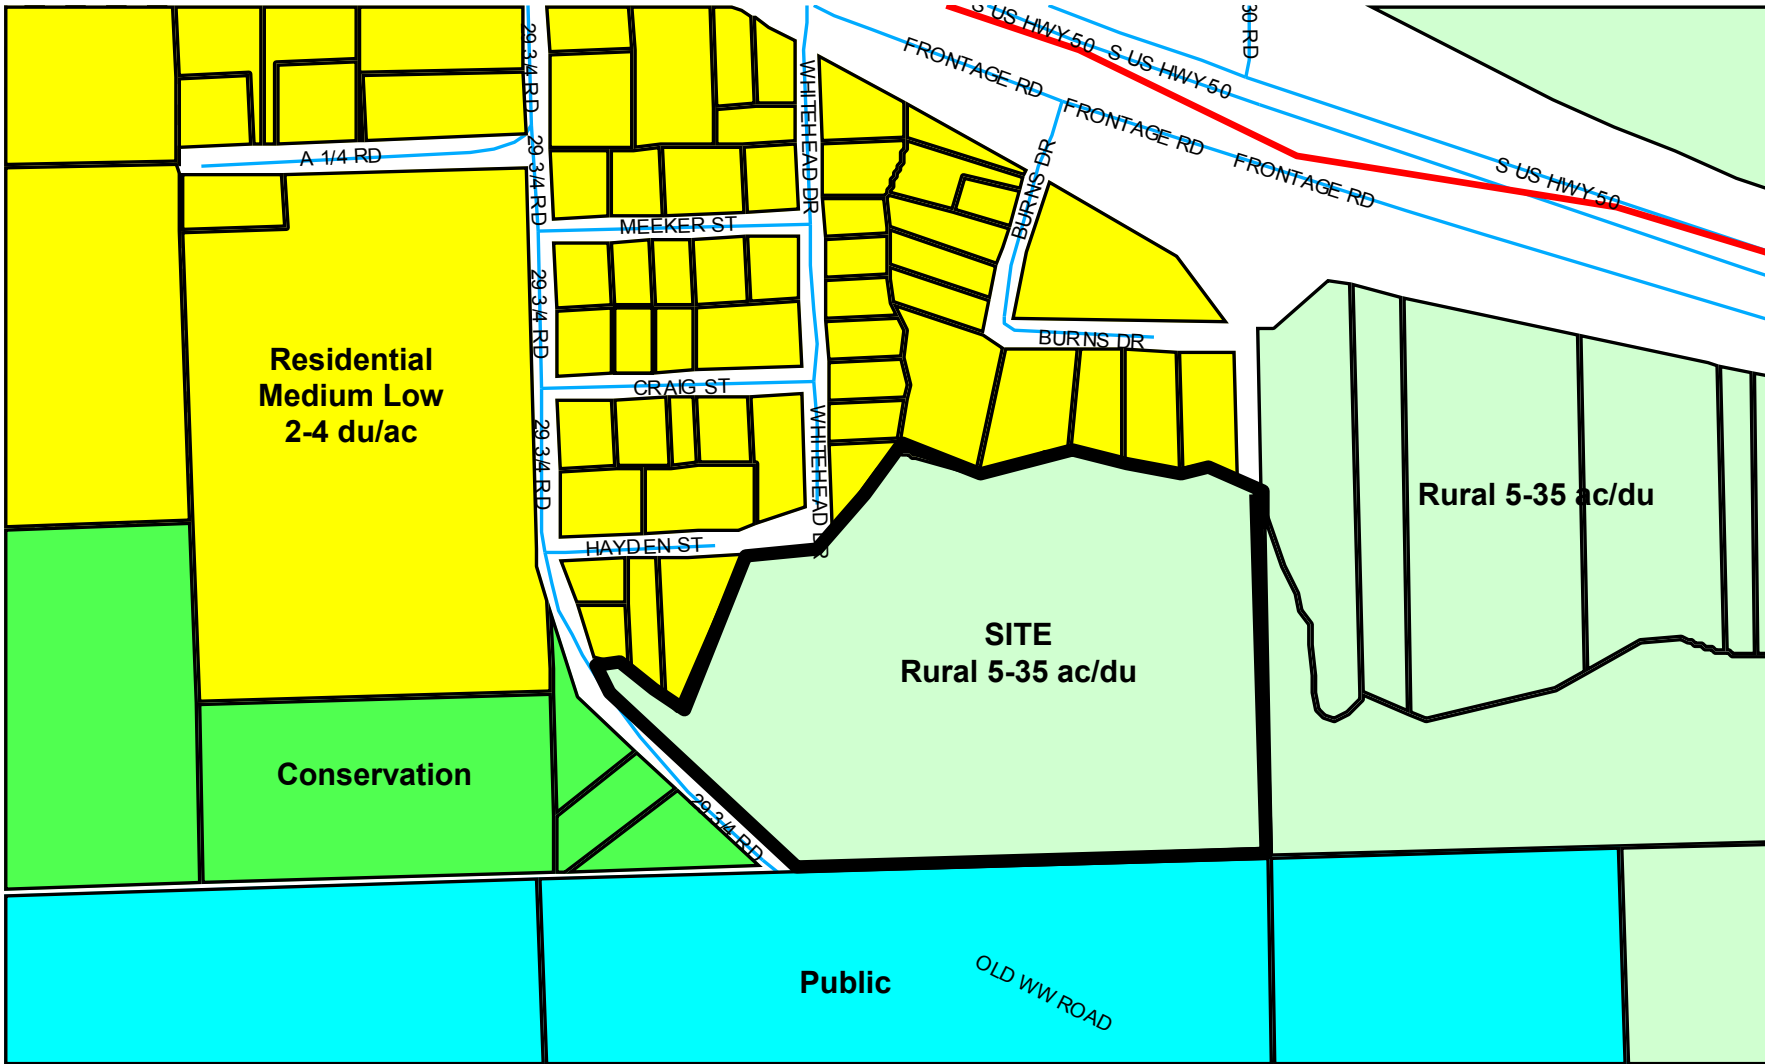 S US HWY 50
S US HWY 50
30 RD
FRONTAGE RD
FRONTAGE RD
FRONTAGE RD
S US HWY 50
29 3/4 RD
WHITEHEAD DR
A 1/4 RD
29 3/4 RD
BURNS DR
MEEKER ST
29 3/4 RD
BURNS DR
Residential
Medium Low
2-4 du/ac
CRAIG ST
29 3/4 RD
WHITEHEAD DR
Rural 5-35 ac/du
HAYDEN ST
SITE
Rural 5-35 ac/du
Conservation
29 3/4 RD
Public
OLD WW ROAD